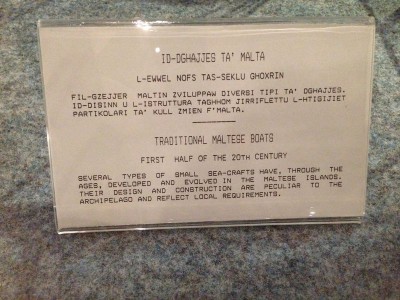 ID-DGHAJJES TA' MALTA
L-EWWEL NOFS TAS-SEKLU GHOXRIN
FIL-GZEJJER MALTIN ZVILUPPAW DIVERSI TIPI TA' DGHAJJES.
ID-DISINN U L-ISTRUTTURA TAGHHOM JIRRIFLETTU L-HTIGIJIET
PARTIKOLARI TA' KULL ZMIEN F'MALTA.
TRADITIONAL MALTESE BOATS
FIRST HALF OF THE 20TH CENTURY
SEVERAL TYPES OF SMALL SEA-CRAFTS HAVE, THROUGH THE
AGES, DEVELOPED AND EVOLVED IN THE MALTESE ISLANDS.
THEIR DESIGN AND CONSTRUCTION ARE PECULIAR TO THE
ARCHIPELAGO AND REFLECT LOCAL REQUIREMENTS.